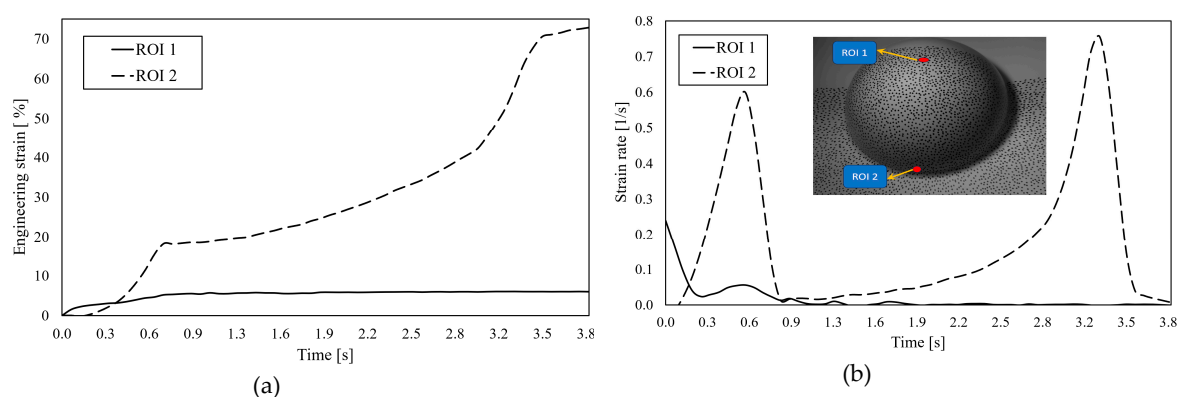 70
60
50
40
30
20
10
0
Engineering strain [ %]
ROI 1
ROI 2
0.0 0.3 0.6 0.9 1.3 1.6 1.9 2.2 2.5 2.8 3.2 3.5 3.8
Time [s]
(a)
0.8
0.7
0.6
0.5
0.4
0.3
0.2
0.1
0.0
Strain rate [1/s]
ROI 1
ROI 2
ROI 1
ROI 2
0.0 0.3 0.6 0.9 1.3 1.6 1.9 2.2 2.5 2.8 3.2 3.5 3.8
Time [s]
(b)